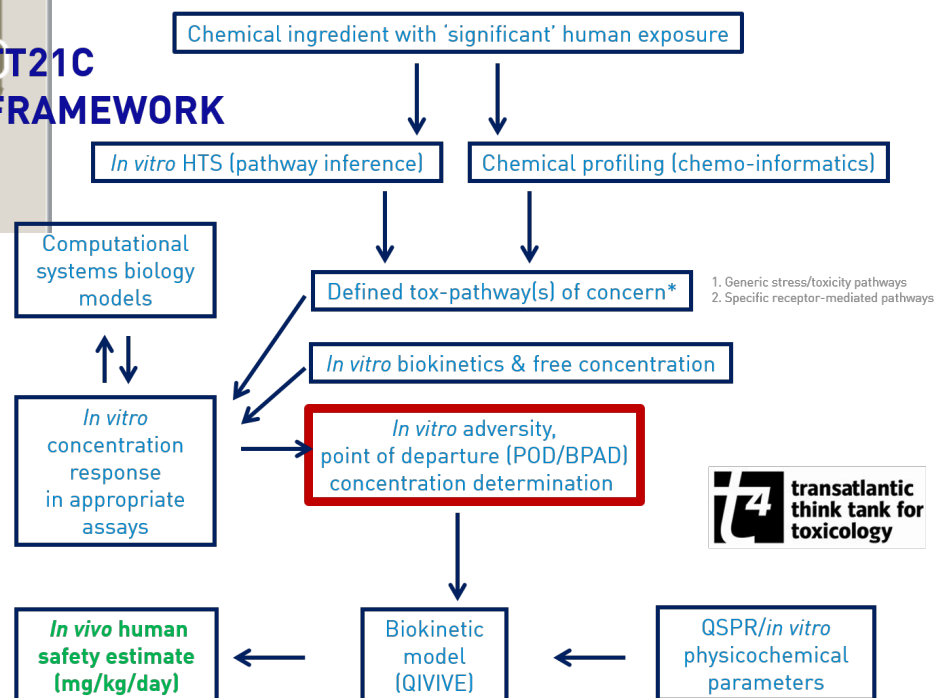 Chemical ingredient with ‘significant’ human exposure
T21C
FRAMEWORK
In vitro HTS (pathway inference)
Chemical profiling (chemo-informatics)
Computational
systems biology
models
Defined tox-pathway(s) of concern*
1. Generic stress/toxicity pathways
2. Specific receptor-mediated pathways
In vitro biokinetics & free concentration
In vitro
concentration
response
in appropriate
assays
In vitro adversity,
point of departure (POD/BPAD)
concentration determination
t4
transatlantic
think tank for
toxicology
In vivo human
safety estimate
(mg/kg/day)
Biokinetic
model
(QIVIVE)
QSPR/in vitro
physicochemical
parameters